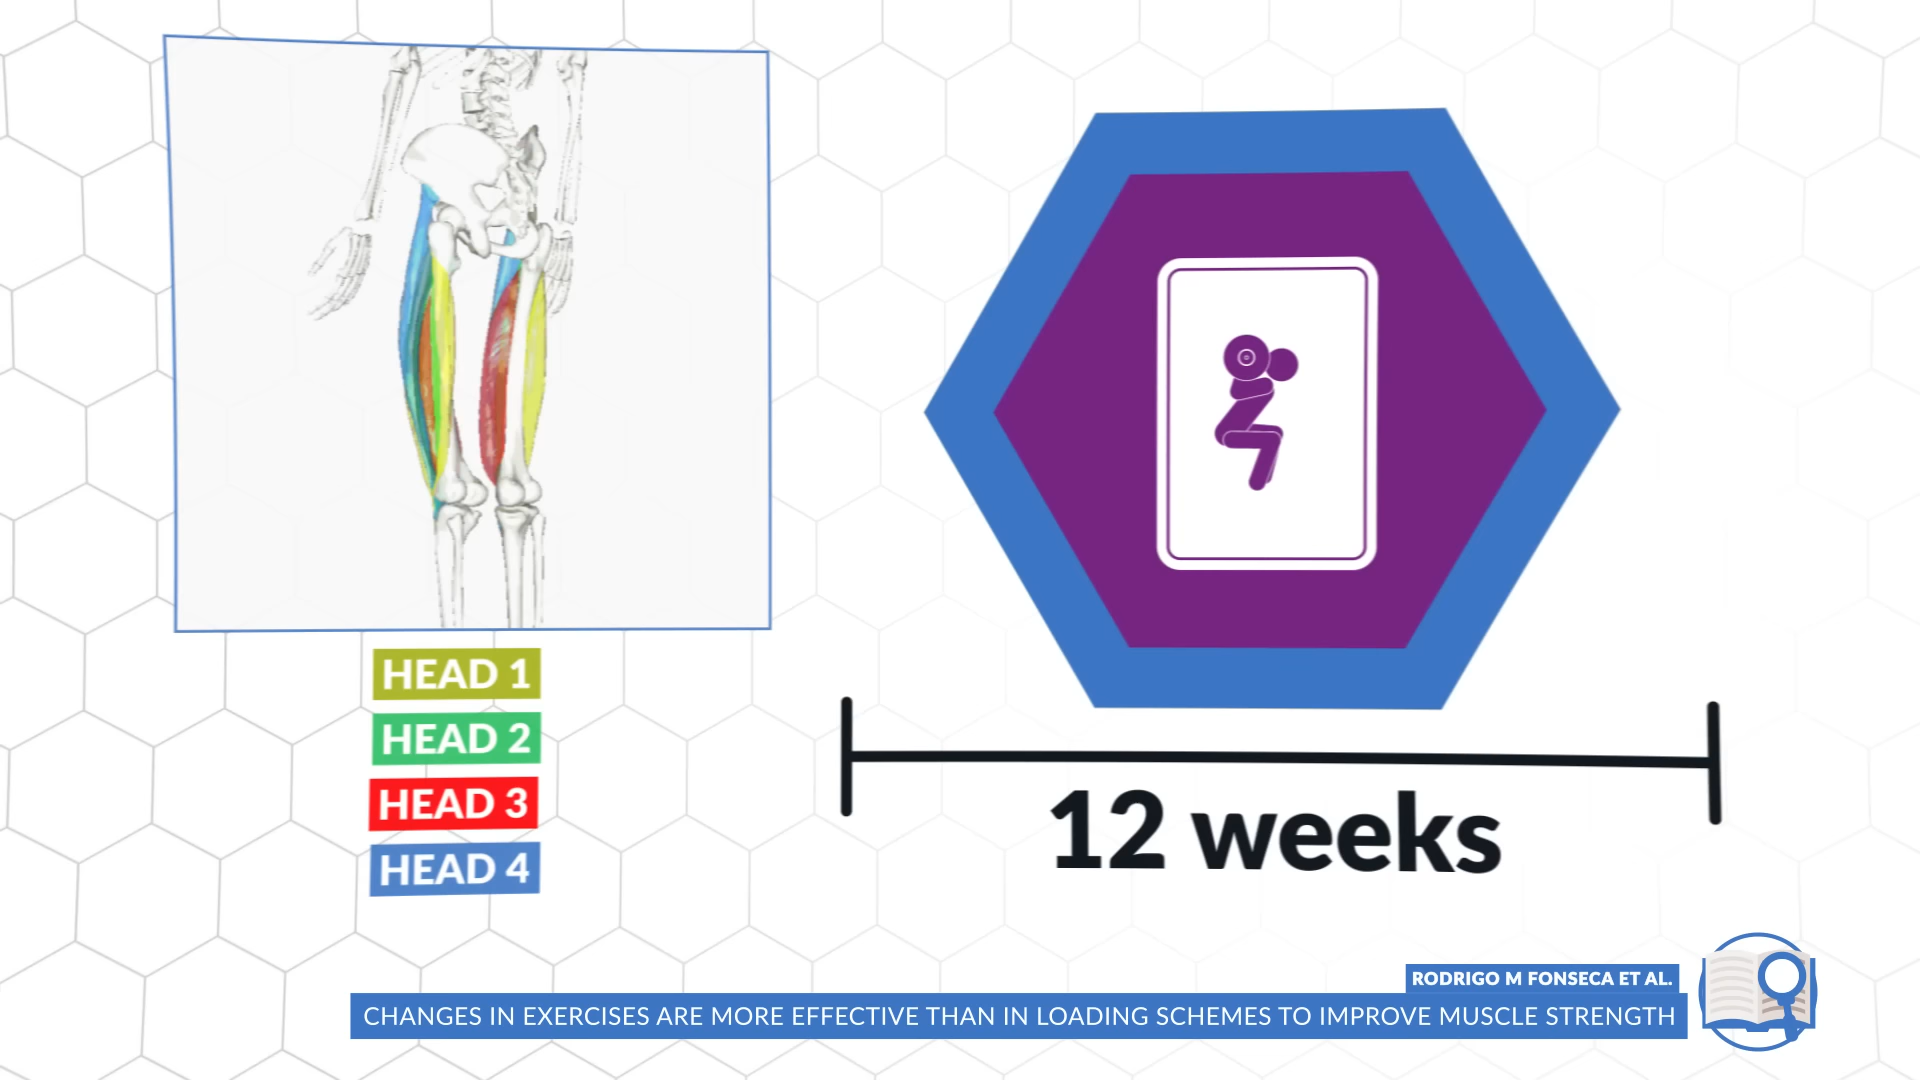 HEAD 1
HEAD 2
HEAD 3
HEAD 4
12 weeks
RODRIGO M FONSECA ET AL.
CHANGES IN EXERCISES ARE MORE EFFECTIVE THAN IN LOADING SCHEMES TO IMPROVE MUSCLE STRENGTH